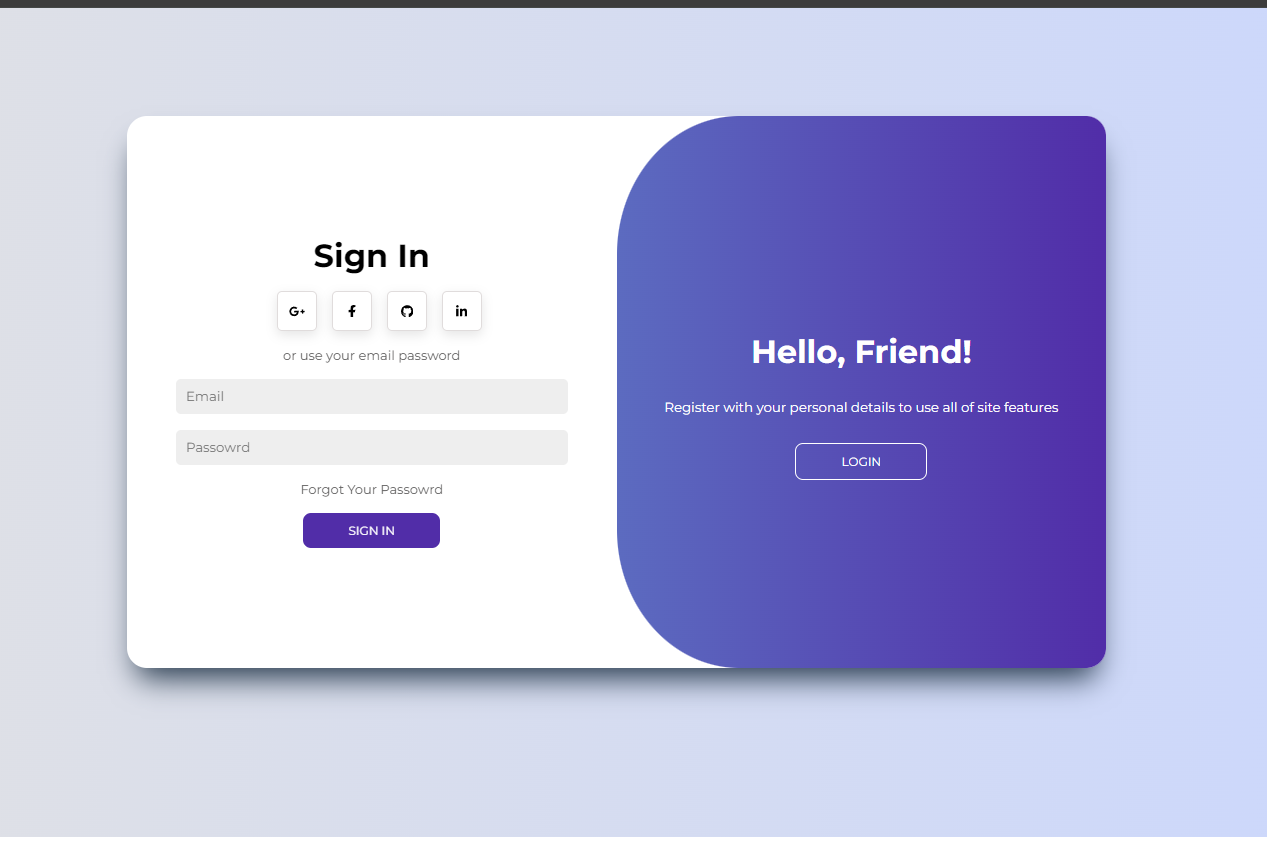 Sign In
G+ f in
or use your email password
Email
Passowrd
Forgot Your Passowrd
SIGN IN
Hello, Friend!
Register with your personal details to use all of site features
LOGIN